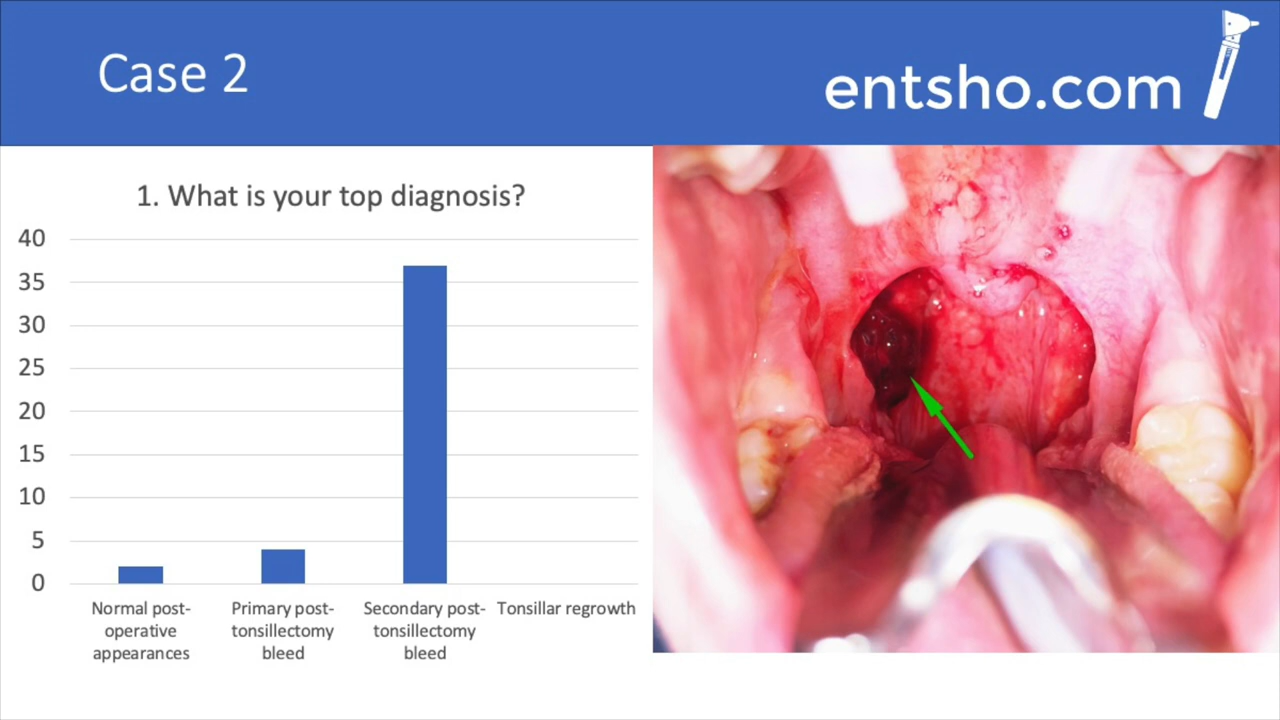 Case 2
entsho.com
1. What is your top diagnosis?
40
35
30
25
20
15
10
5
0
Normal post-
operative
appearances
Primary post-
tonsillectomy
bleed
Secondary post-
tonsillectomy
bleed
Tonsillar regrowth